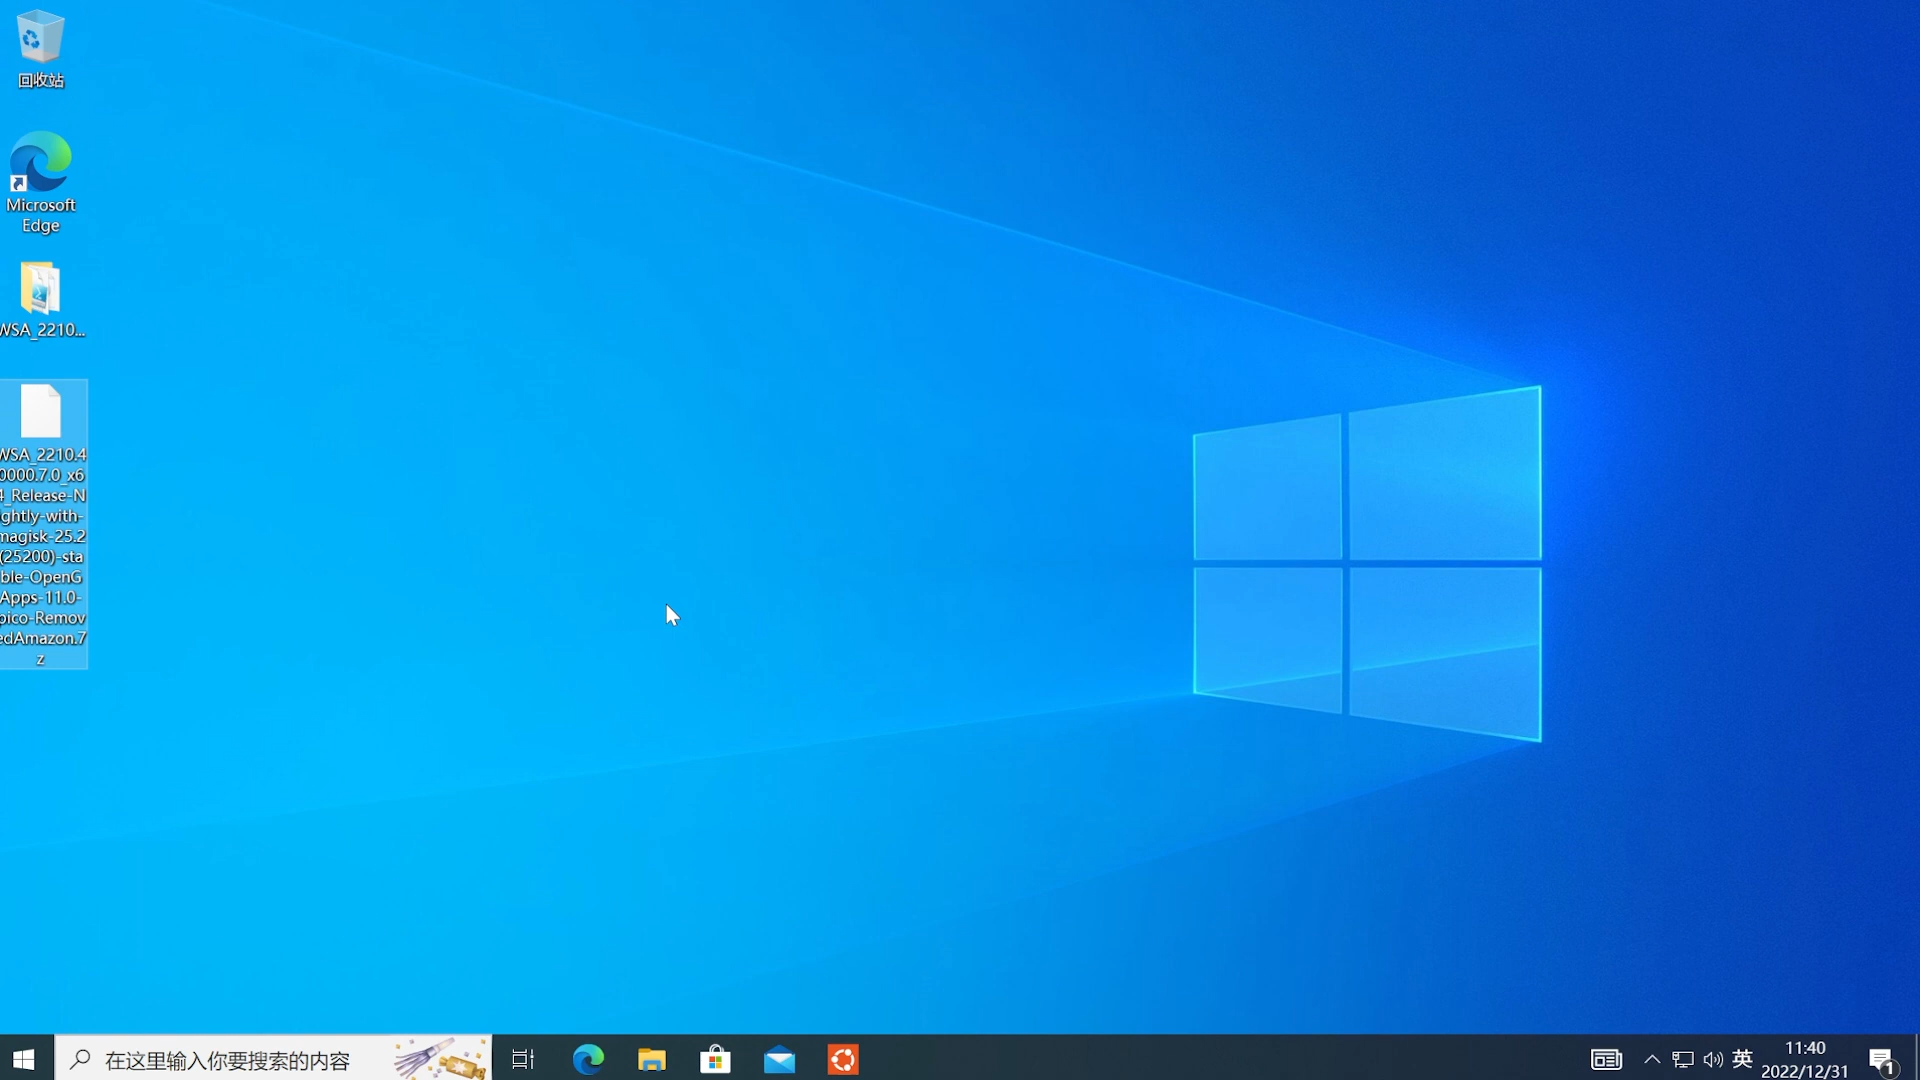 回收站
Microsoft
Edge
WSA_2210...
WSA_2210.4
0000.7.0_x6
4_Release-N
ightly-with-
magisk-25.2
(25200)-sta
ble-OpenG
Apps-11.0-
pico-Remov
edAmazon.7
z
在这里输入你要搜索的内容
英
11:40
2022/12/31
1